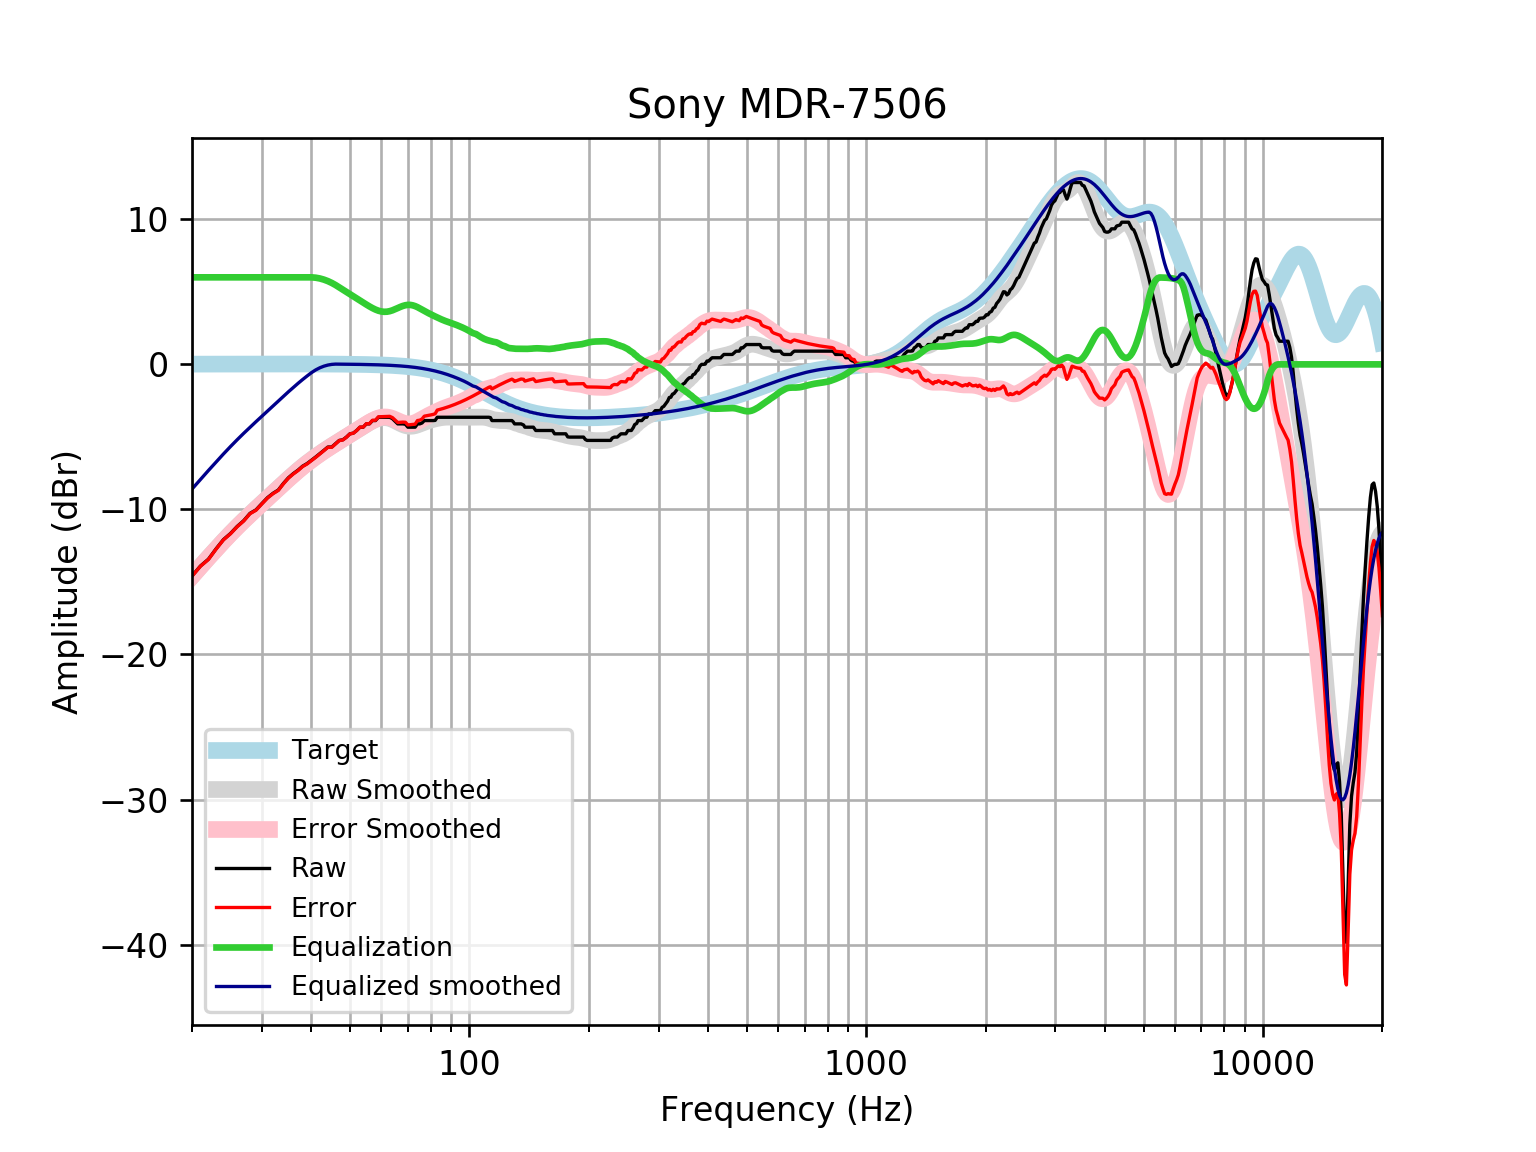 Sony MDR-7506
Amplitude (dBr)
10
0
−10
−20
−30
−40
Target
Raw Smoothed
Error Smoothed
Raw
Error
Equalization
Equalized smoothed
100
1000
10000
Frequency (Hz)